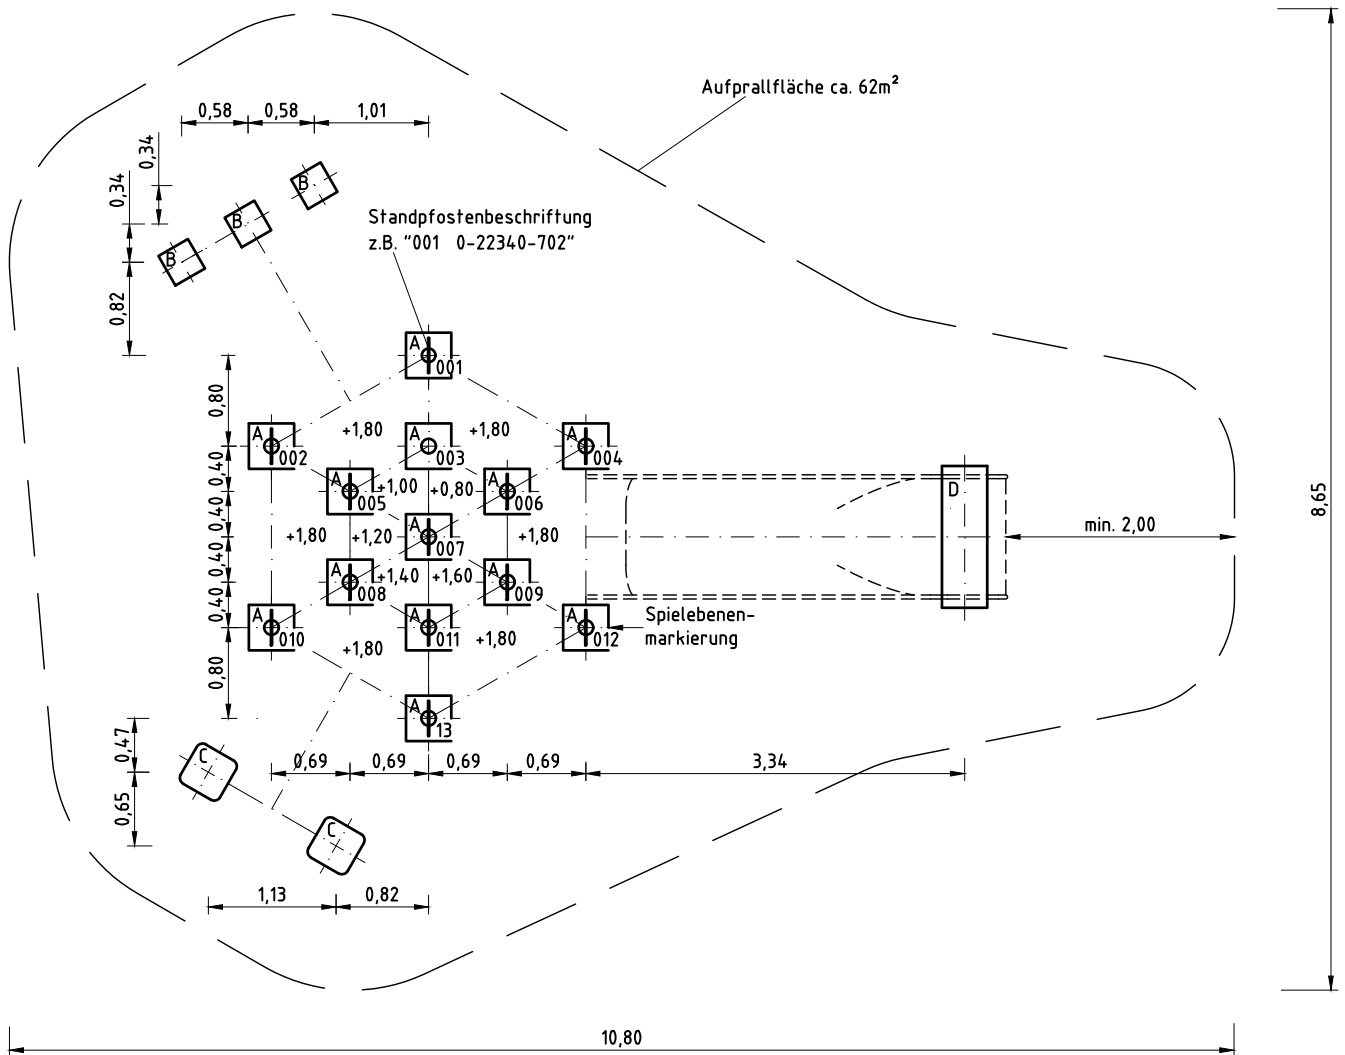 Aufprallfläche ca. 62m²
0,58
0,58
1,01
0,34
0,34
0,82
B
B
B
Standpfostenbeschriftung
z.B. "001 0-22340-702"
A
001
0,80
A
002
+1,80
A
003
+1,80
A
004
0,40
A
005
+1,00
+0,80
A
006
D
8,65
0,40
+1,80
+1,20
A
007
+1,80
min. 2,00
0,40
A
008
+1,40
+1,60
A
009
0,40
A
010
A
011
+1,80
A
012
Spielebenen-
markierung
+1,80
0,80
A
13
0,47
C
0,69
0,69
0,69
0,69
3,34
0,65
C
1,13
0,82
10,80